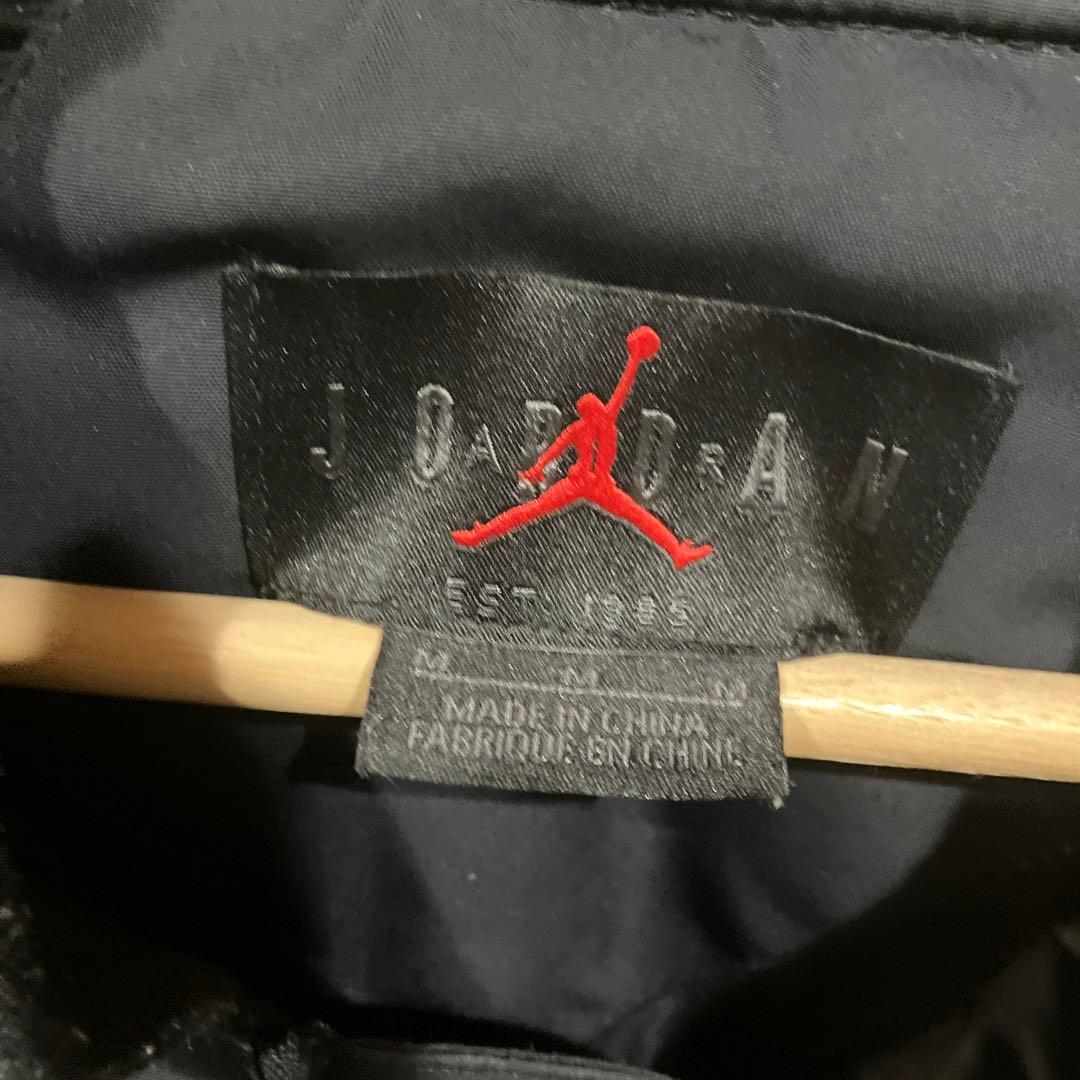 JORDAN
EST. 1985
M M M
MADE IN CHINA
FABRIQUE EN CHINE